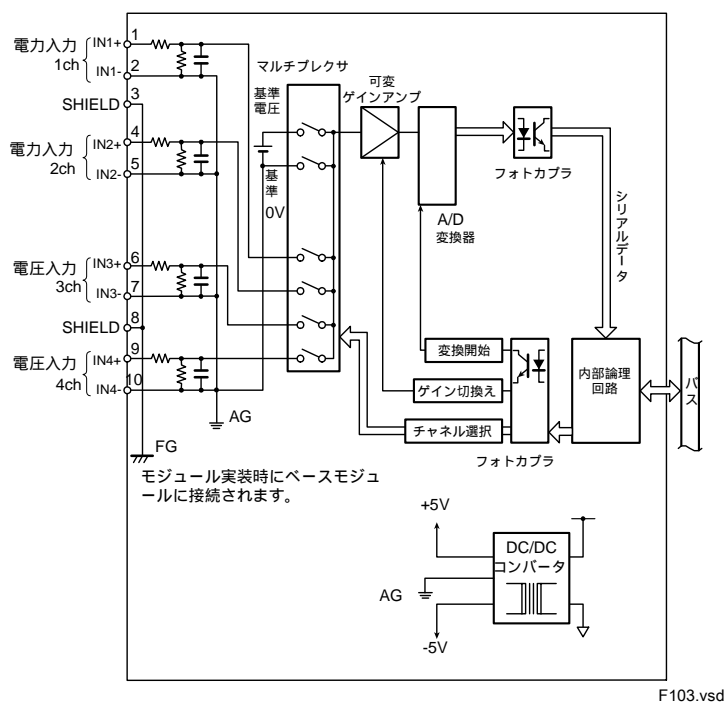 電力入力
1ch
IN1+
1
IN1-
2
3
SHIELD
電力入力
2ch
IN2+
4
IN2-
5
電圧入力
3ch
IN3+
6
IN3-
7
8
SHIELD
電圧入力
4ch
IN4+
9
IN4-
10
AG
FG
モジュール実装時にベースモジュ
ールに接続されます。
マルチプレクサ
基準
電圧
基
準
0V
可変
ゲインアンプ
A/D
変換器
フォトカプラ
シリアルデータ
変換開始
ゲイン切換え
チャネル選択
フォトカプラ
内部論理
回路
バス
+5V
AG
-5V
DC/DC
コンバータ
F103.vsd